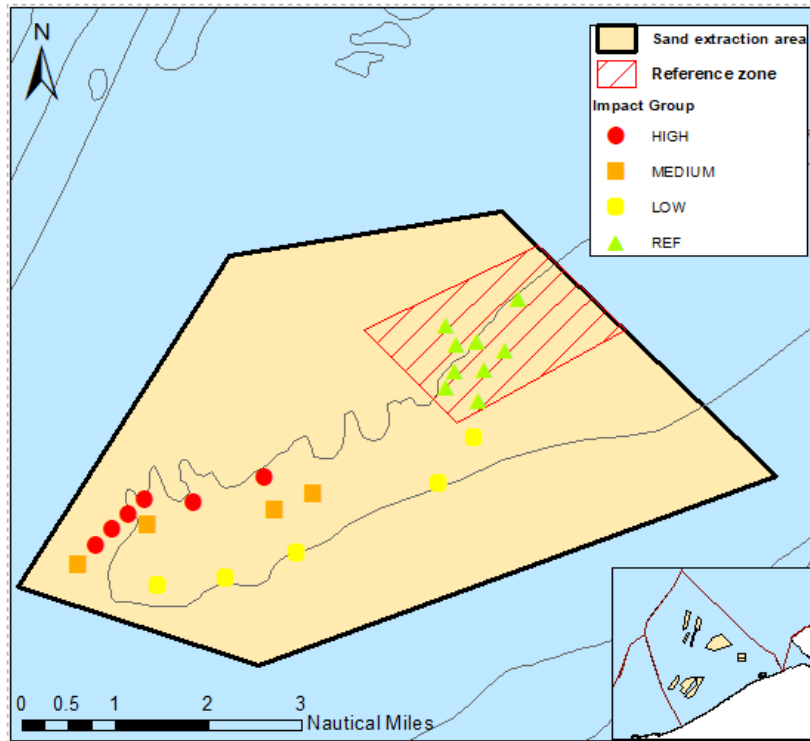 N
Sand extraction area
Reference zone
Impact Group
HIGH
MEDIUM
LOW
REF
0 0.5 1 2 3
Nautical Miles